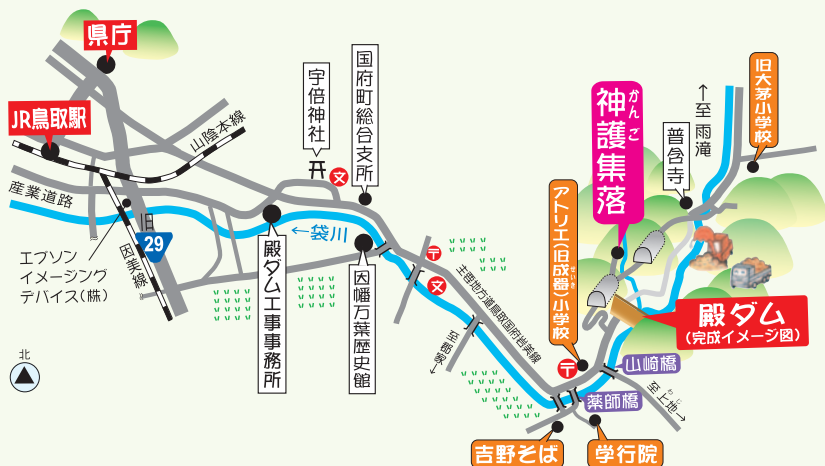 県庁
JR鳥取駅
山陰本線
産業道路
エプソン
イメージング
デバイス(株)
旧
29
因美線
北
宇倍神社
文
国府町総合支所
←袋川
殿ダム工事事務所
因幡万葉歴史館
〒
文
主要地方道鳥取国府岩美線
至郡家→
アトリエ(旧成器)小学校
せいき
〒
神護集落
かんご
普含寺
←至 雨滝
旧大茅小学校
殿ダム
(完成イメージ図)
山崎橋
薬師橋
至上地→
わじ
吉野そば
学行院